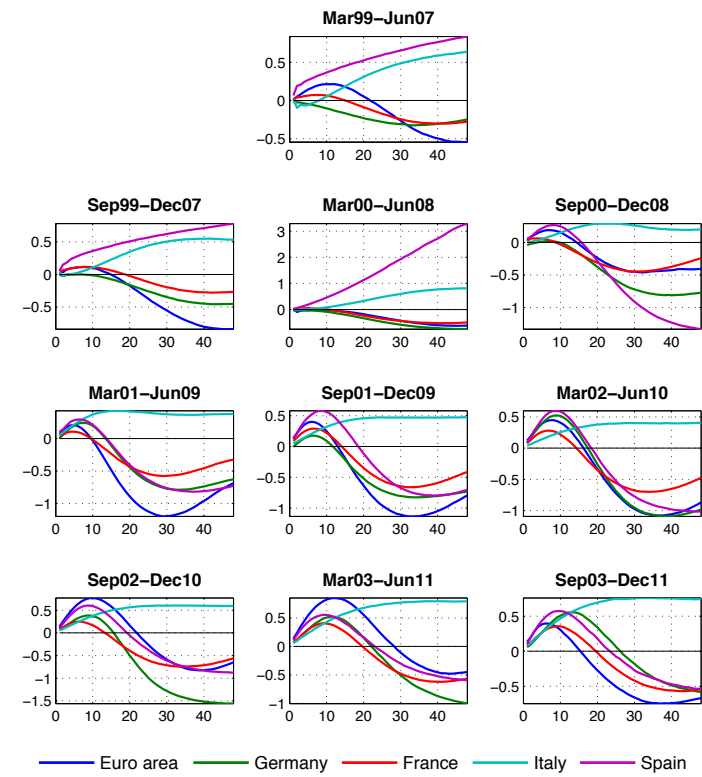 Mar99−Jun07
0.5
0
−0.5
0 10 20 30 40
Sep99−Dec07 Mar00−Jun08 Sep00−Dec08
0.5
0
−0.5
0 10 20 30 40
3
2
1
0
0 10 20 30 40
0
−0.5
−1
0 10 20 30 40
Mar01−Jun09 Sep01−Dec09 Mar02−Jun10
0
−0.5
−1
0 10 20 30 40
0.5
0
−0.5
−1
0 10 20 30 40
0.5
0
−0.5
−1
0 10 20 30 40
Sep02−Dec10 Mar03−Jun11 Sep03−Dec11
0.5
0
−0.5
−1
−1.5
0 10 20 30 40
0.5
0
−0.5
−1
0 10 20 30 40
0.5
0
−0.5
0 10 20 30 40
Euro area Germany France Italy Spain